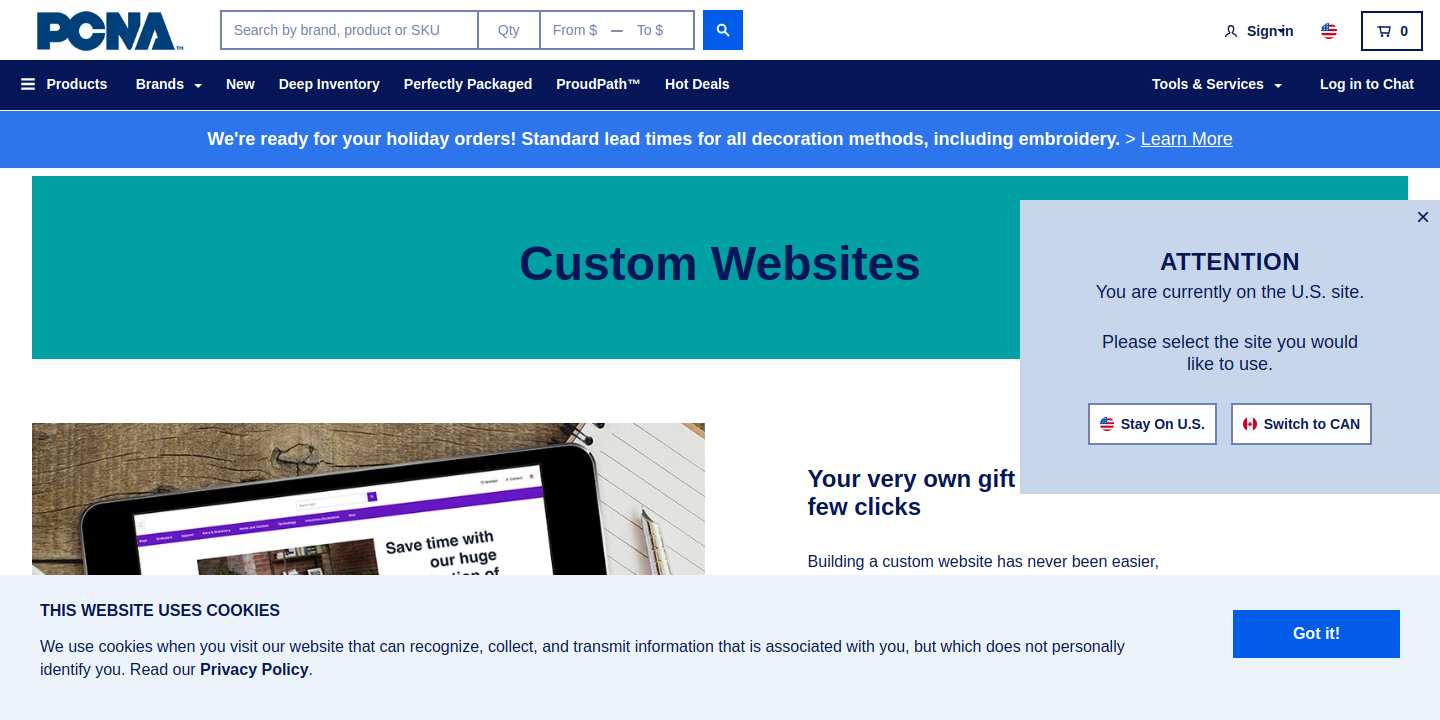 PCNA™
Search by brand, product or SKU
Qty
From $ — To $
Sign in
0
Products
Brands
New
Deep Inventory
Perfectly Packaged
ProudPath™
Hot Deals
Tools & Services
Log in to Chat
We're ready for your holiday orders! Standard lead times for all decoration methods, including embroidery. > Learn More
Custom Websites
×
ATTENTION
You are currently on the U.S. site.
Please select the site you would
like to use.
Stay On U.S.
Switch to CAN
Save time with
our huge
Your very own gift
few clicks
Building a custom website has never been easier,
THIS WEBSITE USES COOKIES
We use cookies when you visit our website that can recognize, collect, and transmit information that is associated with you, but which does not personally
identify you. Read our Privacy Policy.
Got it!